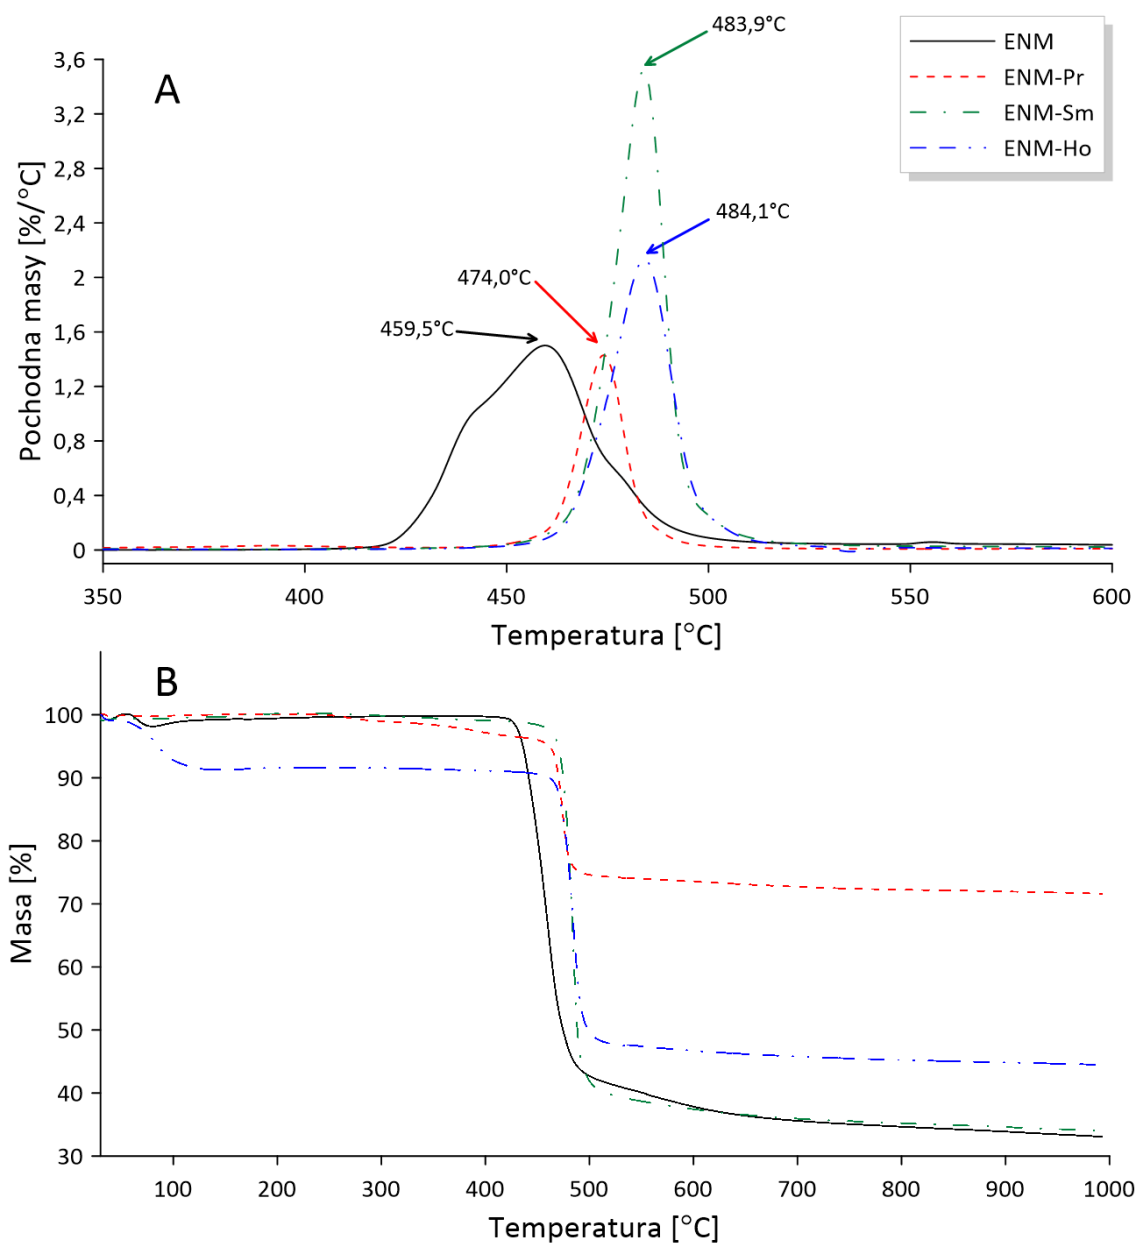 483,9°C
ENM
ENM-Pr
ENM-Sm
ENM-Ho
A
3,6
3,2
2,8
2,4
2
1,6
1,2
0,8
0,4
0
Pochodna masy [%/°C]
484,1°C
474,0°C
459,5°C
350
400
450
500
550
600
Temperatura [°C]
B
100
90
80
70
60
50
40
30
Masa [%]
100
200
300
400
500
600
700
800
900
1000
Temperatura [°C]